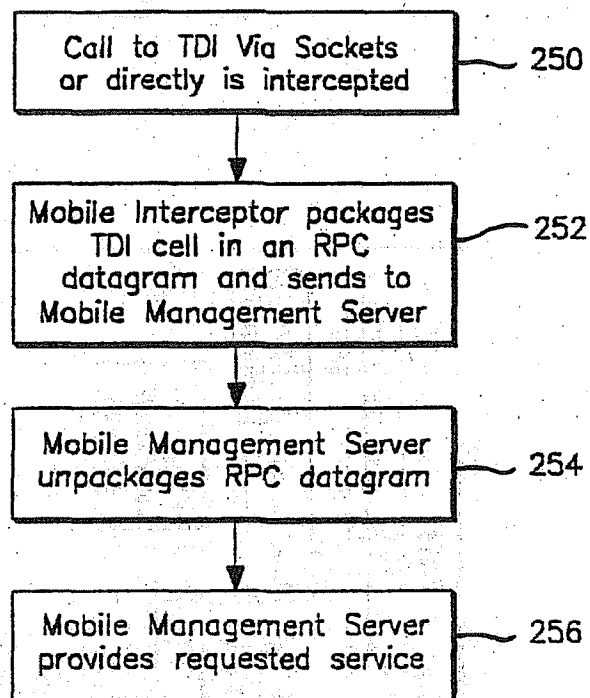 Call to TDI Via Sockets
or directly is intercepted
250
Mobile Interceptor packages
TDI cell in an RPC
datagram and sends to
Mobile Management Server
252
Mobile Management Server
unpackages RPC datagram
254
Mobile Management Server
provides requested service
256